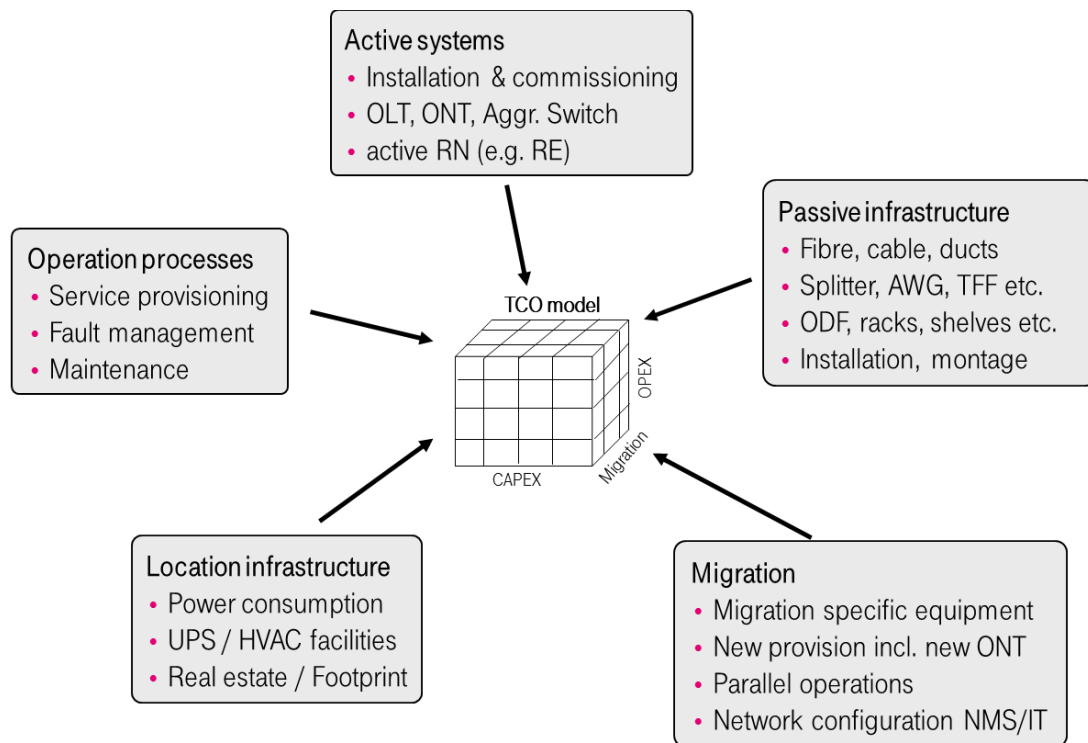 Active systems
• Installation & commissioning
• OLT, ONT, Aggr. Switch
• active RN (e.g. RE)
Passive infrastructure
• Fibre, cable, ducts
• Splitter, AWG, TFF etc.
• ODF, racks, shelves etc.
• Installation, montage
Operation processes
• Service provisioning
• Fault management
• Maintenance
TCO model
OPEX
Migration
CAPEX
Location infrastructure
• Power consumption
• UPS / HVAC facilities
• Real estate / Footprint
Migration
• Migration specific equipment
• New provision incl. new ONT
• Parallel operations
• Network configuration NMS/IT